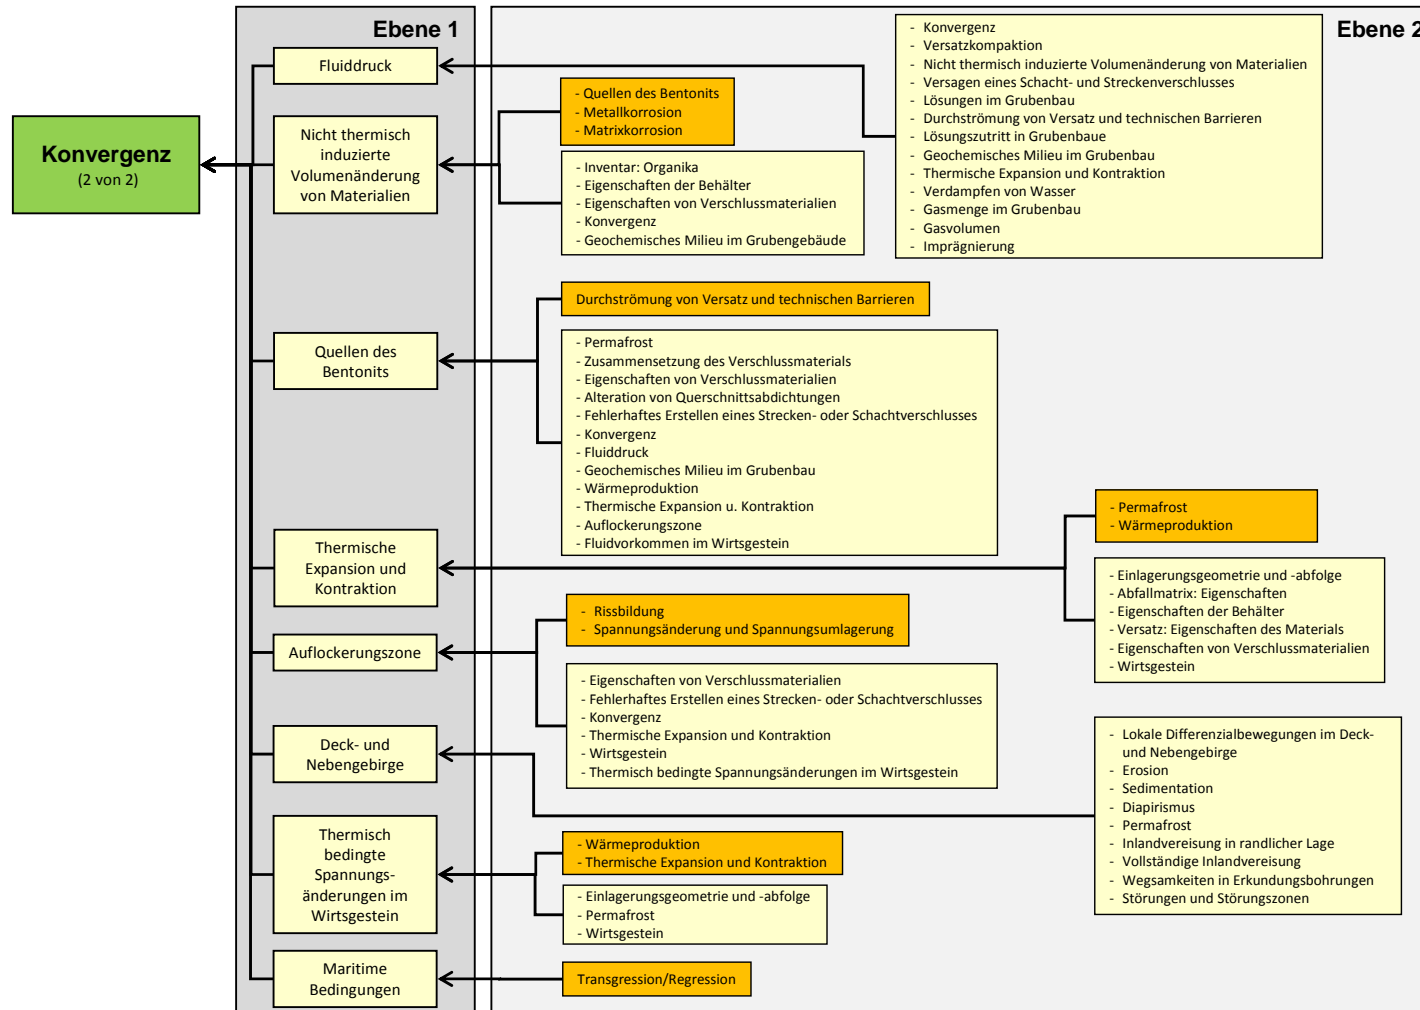 Ebene 1
Ebene 2
Konvergenz
(2 von 2)
Fluiddruck
- Konvergenz
- Versatzkompaktion
- Nicht thermisch induzierte Volumenänderung von Materialien
- Versagen eines Schacht- und Streckenverschlusses
- Lösungen im Grubenbau
- Durchströmung von Versatz und technischen Barrieren
- Lösungszutritt in Grubenbaue
- Geochemisches Milieu im Grubenbau
- Thermische Expansion und Kontraktion
- Verdampfen von Wasser
- Gasmenge im Grubenbau
- Gasvolumen
- Imprägnierung
Nicht thermisch
induzierte
Volumenänderung
von Materialien
- Quellen des Bentonits
- Metallkorrosion
- Matrixkorrosion
- Inventar: Organika
- Eigenschaften der Behälter
- Eigenschaften von Verschlussmaterialien
- Konvergenz
- Geochemisches Milieu im Grubengebäude
Quellen des
Bentonits
Durchströmung von Versatz und technischen Barrieren
- Permafrost
- Zusammensetzung des Verschlussmaterials
- Eigenschaften von Verschlussmaterialien
- Alteration von Querschnittsabdichtungen
- Fehlerhaftes Erstellen eines Strecken- oder Schachtverschlusses
- Konvergenz
- Fluiddruck
- Geochemisches Milieu im Grubenbau
- Wärmeproduktion
- Thermische Expansion u. Kontraktion
- Auflockerungszone
- Fluidvorkommen im Wirtsgestein
Thermische
Expansion und
Kontraktion
- Permafrost
- Wärmeproduktion
- Einlagerungsgeometrie und -abfolge
- Abfallmatrix: Eigenschaften
- Eigenschaften der Behälter
- Versatz: Eigenschaften des Materials
- Eigenschaften von Verschlussmaterialien
- Wirtsgestein
Auflockerungszone
- Rissbildung
- Spannungsänderung und Spannungsumlagerung
- Eigenschaften von Verschlussmaterialien
- Fehlerhaftes Erstellen eines Strecken- oder Schachtverschlusses
- Konvergenz
- Thermische Expansion und Kontraktion
- Wirtsgestein
- Thermisch bedingte Spannungsänderungen im Wirtsgestein
Deck- und
Nebengebirge
- Lokale Differenzialbewegungen im Deck-
und Nebengebirge
- Erosion
- Sedimentation
- Diapirismus
- Permafrost
- Inlandvereisung in randlicher Lage
- Vollständige Inlandvereisung
- Wegsamkeiten in Erkundungsbohrungen
- Störungen und Störungszonen
Thermisch
bedingte
Spannungs-
änderungen im
Wirtsgestein
- Wärmeproduktion
- Thermische Expansion und Kontraktion
- Einlagerungsgeometrie und -abfolge
- Permafrost
- Wirtsgestein
Maritime
Bedingungen
Transgression/Regression